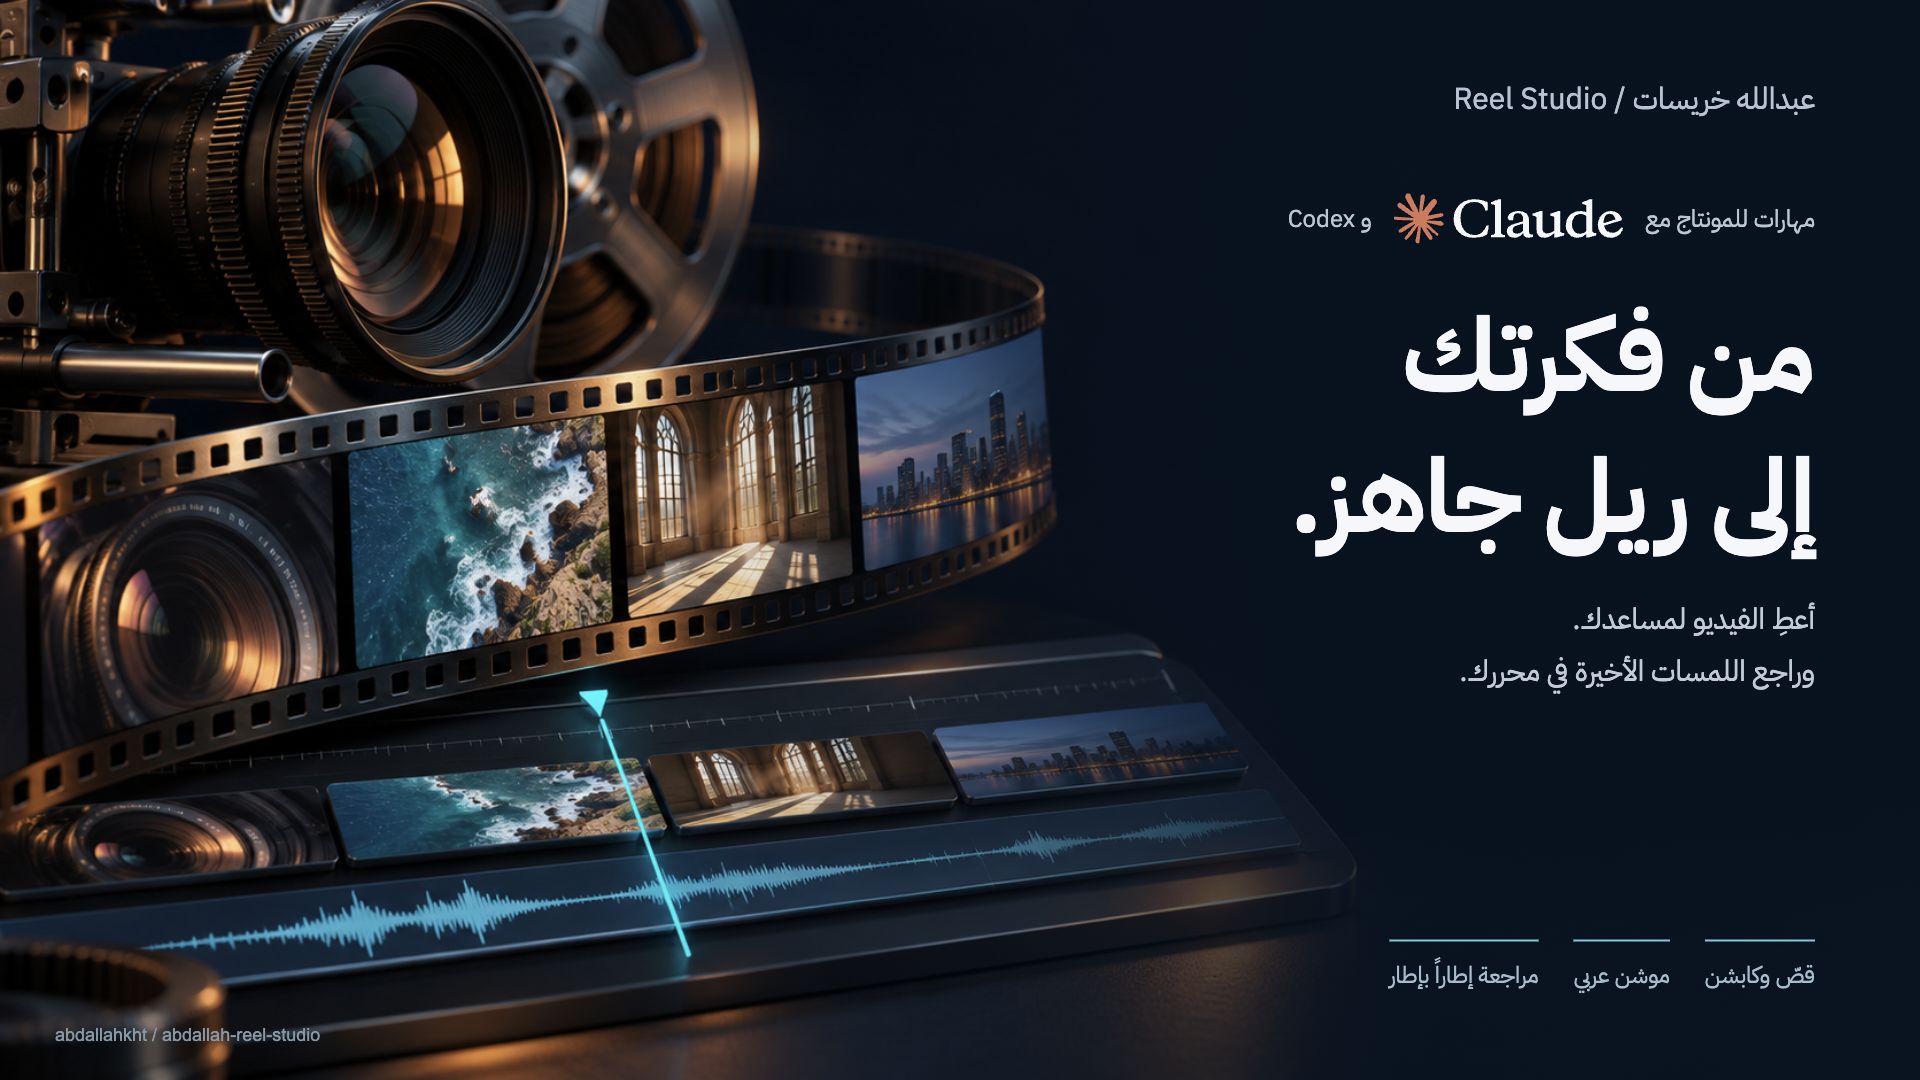 عبدالله خريسات / Reel Studio
مهارات للمونتاج مع Claude و Codex
من فكرتك
إلى ريل جاهز.
أعطِ الفيديو لمساعدك.
وراجع اللمسات الأخيرة في محررك.
قصّ وكابشن
موشن عربي
مراجعة إطاراً بإطار
abdallahkht / abdallah-reel-studio